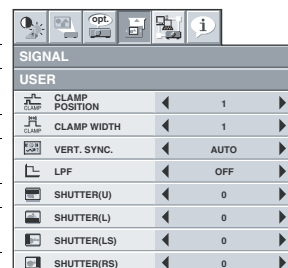 opt.
i
SIGNAL
USER
CLAMP
CLAMP POSITION
1
CLAMP
CLAMP WIDTH
1
VERT. SYNC.
AUTO
LPF
OFF
SHUTTER(U)
0
SHUTTER(L)
0
SHUTTER(LS)
0
SHUTTER(RS)
0